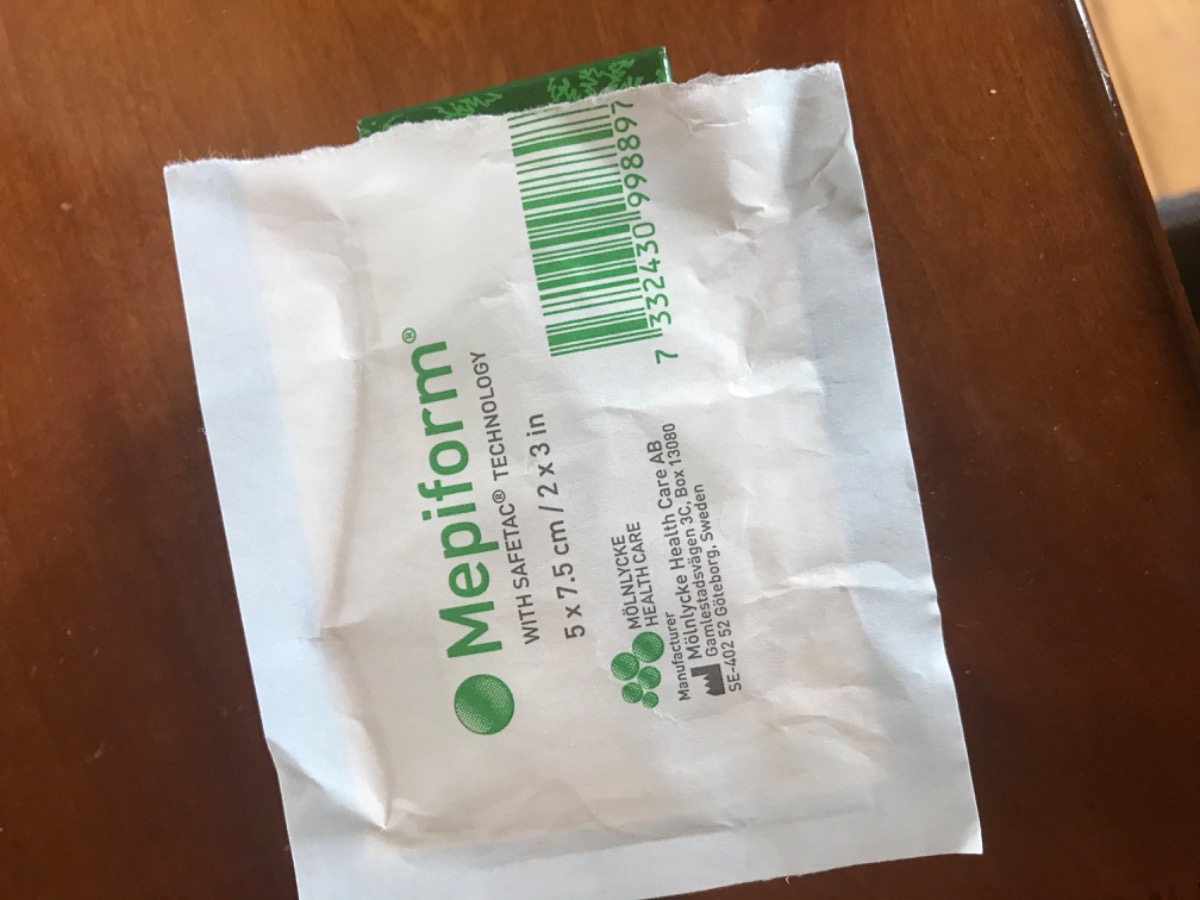 Mepiform®
WITH SAFETAC® TECHNOLOGY
5 x 7.5 cm / 2 x 3 in
7 332430 998897
MÖLNLYCKE
HEALTH CARE
Manufacturer
Mölnlycke Health Care AB
Gamlestadsvägen 3C, Box 13080
SE-402 52 Göteborg, Sweden